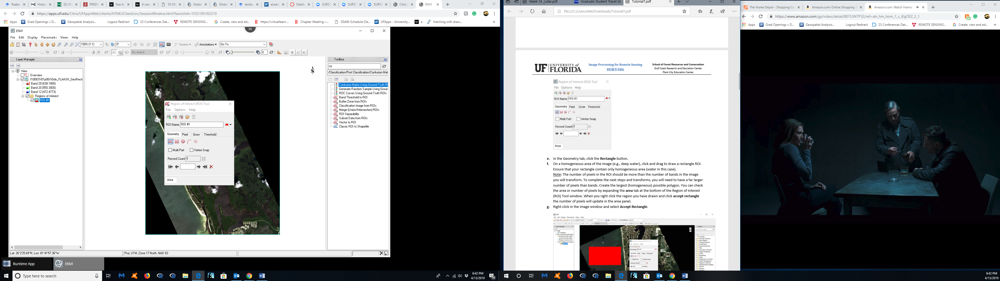 Raabe
Histori
02-211
PREDI
Sea-le
A casu
10.100
Global
Global
landsc
eLearn
Dashb
SUR53
SUR53
SUR53
Citrix
ENVI
https://apps.ufl.edu/Citrix/UFAppsWeb/clients/HTML5Client/src/SessionWindow.html?launchid=1555195182210
Apps
Grad Openings » D...
Geospatial Analysis...
Logout Redirect
23 Conferences Dat...
REMOTE SENSING...
Create, view and ed...
https://virtuallearn...
Chapter Meeting –...
GSAW-Schedule-De...
UFApps - University...
a
Hatching with draw...
»
ENVI
File Edit Display Placemarks Views Help
100% (1:1)
0°
Vectors
Annotations
Go To
50
20
No stretch
10
0
Layer Manager
View
Overview
f100831t01p00r10rdn_FLAASH_GeoRecti
Band 29 (638.1865)
Band 20 (550.3000)
Band 12 (472.4773)
Regions of Interest
ROI #1
N
Region of Interest (ROI) Tool
File Options Help
ROI Name: ROI #1
Geometry Pixel Grow Threshold
Multi Part Vertex Snap
Record Count 0
Area
Toolbox
roi
/Classification/Post Classification/Confusion Mat
Confusion Matrix Using Ground Truth RO
Generate Random Sample Using Groun
ROC Curves Using Ground Truth ROIs
Band Threshold to ROI
Buffer Zone from ROIs
Classification Image from ROIs
Merge (Union/Intersection) ROIs
ROI Separability
Subset Data from ROIs
Vector to ROI
Classic ROI to Shapefile
Lat: 26°2'25.69"N, Lon: 81°41'57.36"W
Proj: UTM, Zone 17 North, NAD 83
Runtime App
ENVI
Type here to search
6:42 PM
4/13/2019
14
Week 14 _Lidar.pdf
Graduate Student Travel Gr
Tutorial7.pdf
file:///C:/Users/Mel/Downloads/Tutorial7.pdf
UF UNIVERSITY of FLORIDA
Image Processing for Remote Sensing
SUR5386
School of Forest Resources and Conservation
Gulf Coast Research and Education Center
Plant City Education Center
Region of Interest (ROI) Tool
File Options Help
ROI Name ROI #1
Geometry Pixel Grow Threshold
Multi Part Vertex Snap
Record Count 0
Area
e. In the Geometry tab, click the Rectangle button.
f. On a homogeneous area of the image (e.g., deep water), click and drag to draw a rectangle ROI.
Ensure that your rectangle contain only homogeneous area (water in this case).
Note: The number of pixels in the ROI should be more than the number of bands in the image
you will transform. To complete the next steps and transforms, you will need to have a far larger
number of pixels than bands. Create the largest (homogeneous) possible polygon. You can check
the area or number of pixels by expanding the area tab at the bottom of the Region of Interest
(ROI) Tool window. When you right click the region you have drawn and click accept rectangle
the number of pixels will update in the area panel.
g. Right-click in the image window and select Accept Rectangle.
ENVI
6:42 PM
4/13/2019
The Home Depot - Shopping Ca
Amazon.com: Online Shopping f
Amazon.com: Watch Hanna
https://www.amazon.com/gp/video/detail/B07L5N7P32/ref=atv_hm_hom_1_c_iEgOEZ_2_1
24
Apps
Grad Openings » D...
Geospatial Analysis...
Logout Redirect
23 Conferences Dat...
REMOTE SENSING...
Create, view and ed...
»
6:42 PM
4/13/2019